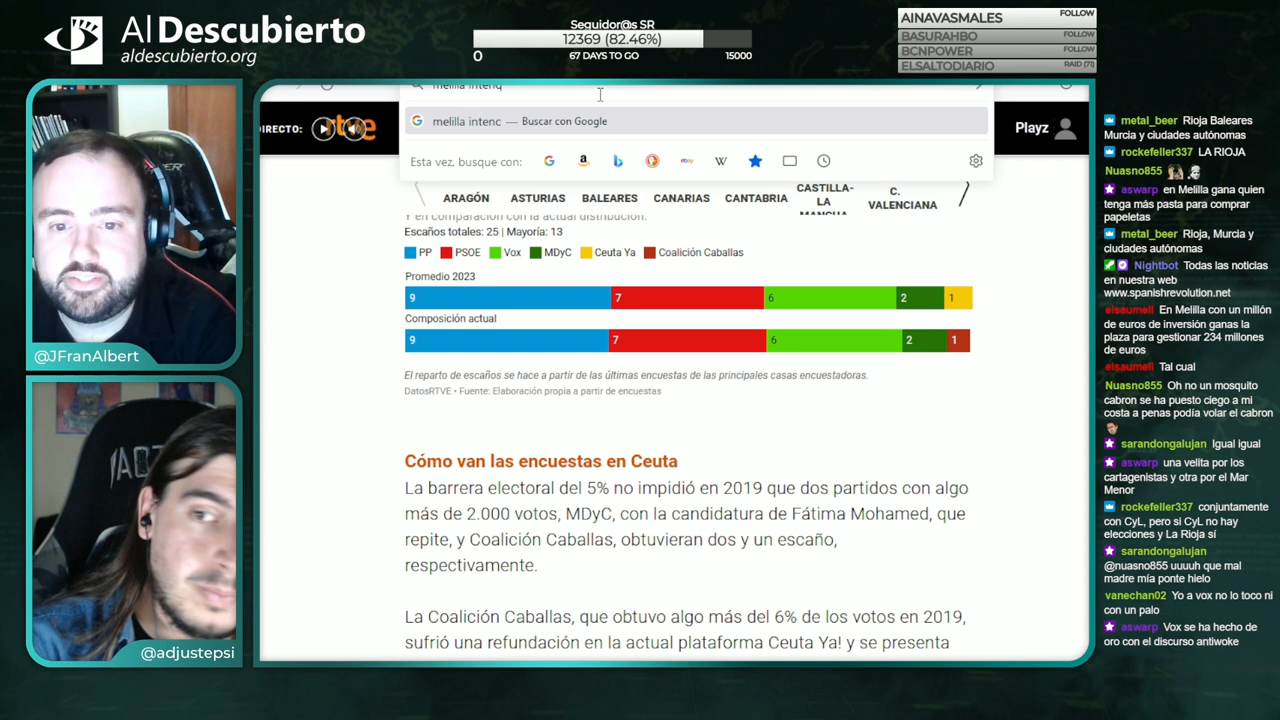 Al Descubierto
aldescubierto.org
Seguidor@s SR
12369 (82.46%)
0
67 DAYS TO GO
15000
AINAVASMALES FOLLOW
BASURAHBO FOLLOW
BCNPOWER FOLLOW
ELSALTODIARIO RAID (71)
@JFranAlbert
@adjustepsi
DIRECTO:
rtve
Playz
melilla intenc — Buscar con Google
Esta vez, busque con:
ARAGÓN
ASTURIAS
BALEARES
CANARIAS
CANTABRIA
CASTILLA-
LA
MANCHA
C.
VALENCIANA
Y en comparación con la actual distribución.
Escaños totales: 25 | Mayoría: 13
PP PSOE Vox MDyC Ceuta Ya Coalición Caballas
Promedio 2023
9 7 6 2 1
Composición actual
9 7 6 2 1
El reparto de escaños se hace a partir de las últimas encuestas de las principales casas encuestadoras.
DatosRTVE • Fuente: Elaboración propia a partir de encuestas
Cómo van las encuestas en Ceuta
La barrera electoral del 5% no impidió en 2019 que dos partidos con algo
más de 2.000 votos, MDyC, con la candidatura de Fátima Mohamed, que
repite, y Coalición Caballas, obtuvieran dos y un escaño,
respectivamente.
La Coalición Caballas, que obtuvo algo más del 6% de los votos en 2019,
sufrió una refundación en la actual plataforma Ceuta Ya! y se presenta
metal_beer Rioja Baleares
Murcia y ciudades autónomas
rockefeller337 LA RIOJA
Nuasno855
aswarp en Melilla gana quien
tenga más pasta para comprar
papeletas
metal_beer Rioja, Murcia y
ciudades autónomas
Nightbot Todas las noticias
en nuestra web
www.spanishrevolution.net
elsaumell En Melilla con un millón
de euros de inversión ganas la
plaza para gestionar 234 millones
de euros
elsaumell Tal cual
Nuasno855 Oh no un mosquito
cabron se ha puesto ciego a mi
costa a penas podía volar el cabron
sarandongalujan Igual igual
aswarp una velita por los
cartagenistas y otra por el Mar
Menor
rockefeller337 conjuntamente
con CyL, pero si CyL no hay
elecciones y La Rioja sí
sarandongalujan
@nuasno855 uuuuh que mal
madre mía ponte hielo
vanechan02 Yo a vox no lo toco ni
con un palo
aswarp Vox se ha hecho de
oro con el discurso antiwoke